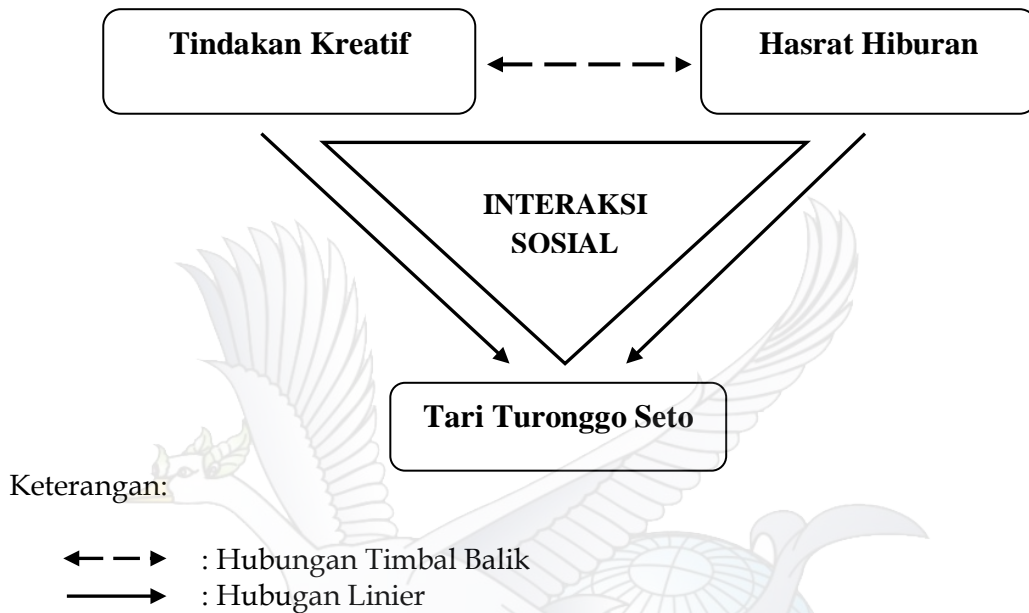 Tindakan Kreatif
Hasrat Hiburan
INTERAKSI
SOSIAL
Tari Turonggo Seto
Keterangan:
: Hubungan Timbal Balik
: Hubugan Linier